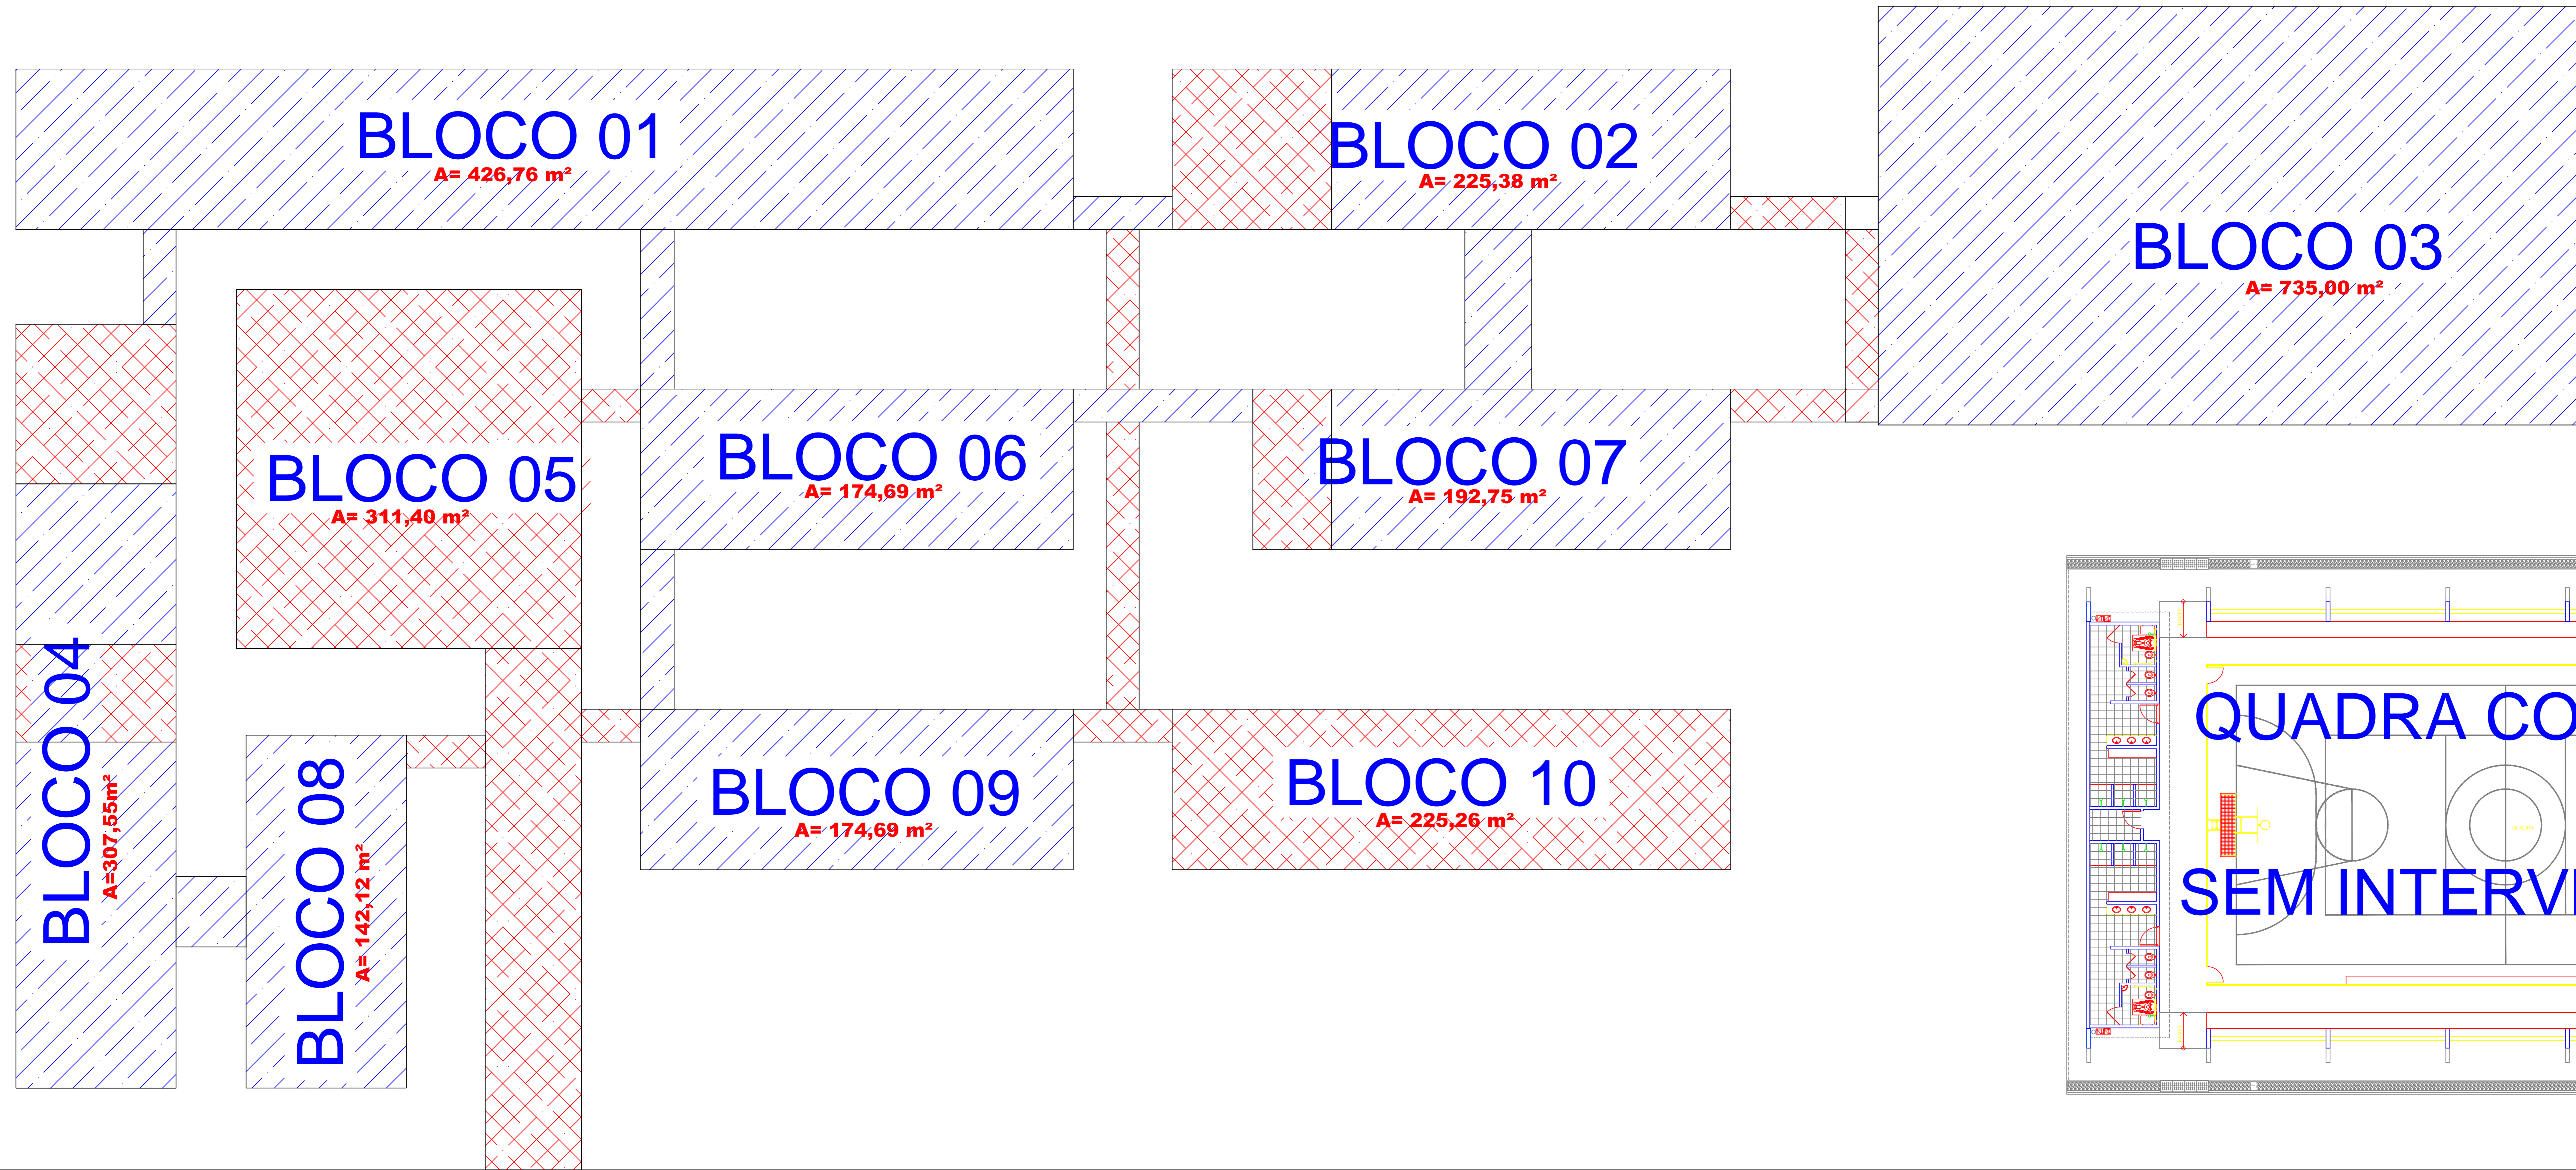 BLOCO 01
A= 426,76 m²
BLOCO 02
A= 225,38 m²
BLOCO 03
A= 735,00 m²
BLOCO 04
A=307,55m²
BLOCO 05
A= 311,40 m²
BLOCO 06
A= 174,69 m²
BLOCO 07
A= 192,75 m²
BLOCO 08
A= 142,12 m²
BLOCO 09
A= 174,69 m²
BLOCO 10
A= 225,26 m²
QUADRA CO
SEM INTERV